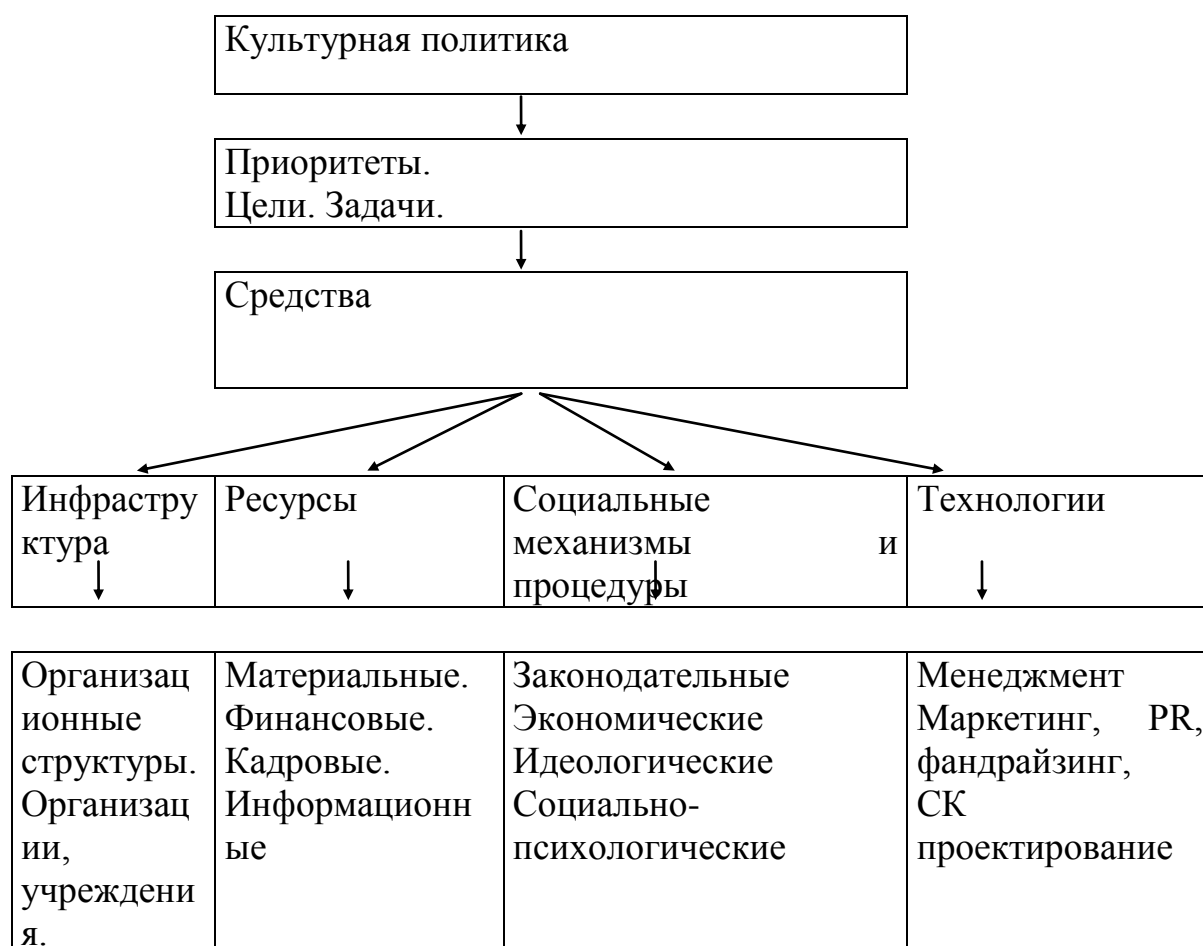 Культурная политика
Приоритеты.
Цели. Задачи.
Средства
Инфрастру
ктура
Ресурсы
Социальные
механизмы и
процедуры
Технологии
Организац
ионные
структуры.
Организац
ии,
учреждени
я.
Материальные.
Финансовые.
Кадровые.
Информационн
ые
Законодательные
Экономические
Идеологические
Социально-
психологические
Менеджмент
Маркетинг, PR,
фандрайзинг,
СК
проектирование